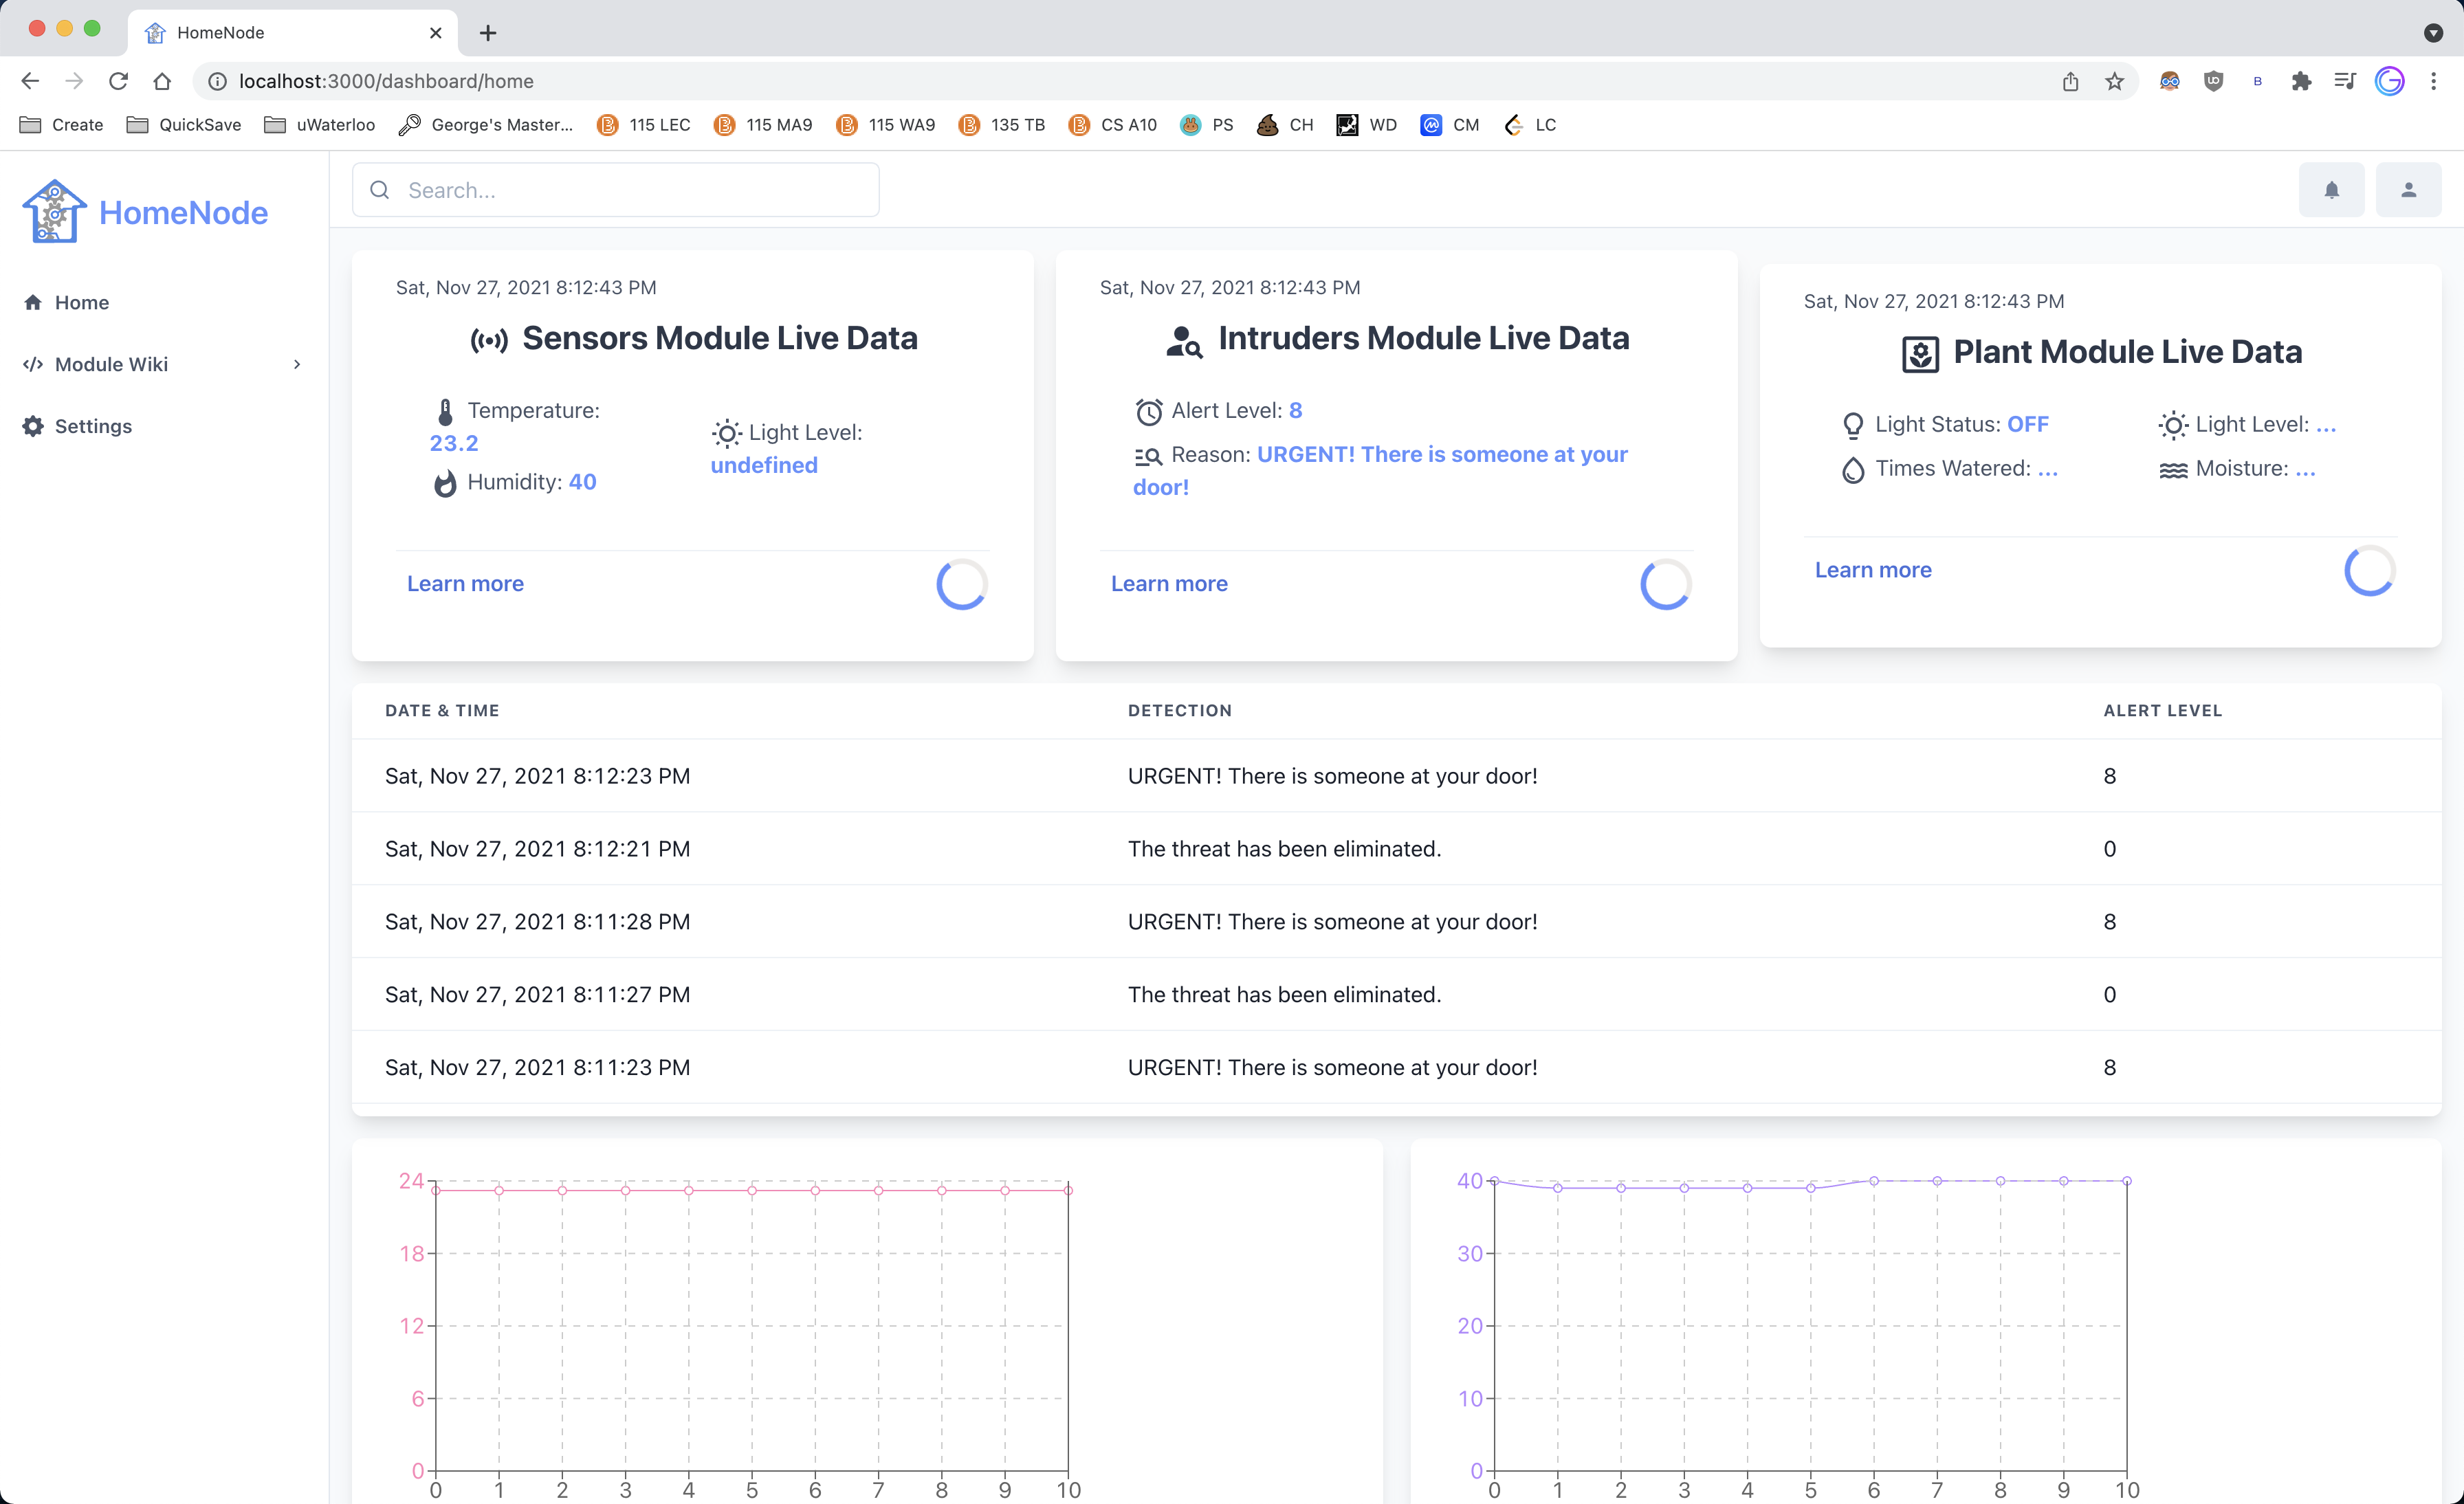 HomeNode
localhost:3000/dashboard/home
Create QuickSave uWaterloo George's Master... 115 LEC 115 MA9 115 WA9 135 TB CS A10 PS CH WD CM LC
HomeNode
Search...
Home
Module Wiki
Settings
Sat, Nov 27, 2021 8:12:43 PM
Sensors Module Live Data
Temperature:
23.2
Humidity: 40
Light Level:
undefined
Learn more
Sat, Nov 27, 2021 8:12:43 PM
Intruders Module Live Data
Alert Level: 8
Reason: URGENT! There is someone at your
door!
Learn more
Sat, Nov 27, 2021 8:12:43 PM
Plant Module Live Data
Light Status: OFF
Light Level: ...
Times Watered: ...
Moisture: ...
Learn more
DATE & TIME DETECTION ALERT LEVEL
Sat, Nov 27, 2021 8:12:23 PM URGENT! There is someone at your door! 8
Sat, Nov 27, 2021 8:12:21 PM The threat has been eliminated. 0
Sat, Nov 27, 2021 8:11:28 PM URGENT! There is someone at your door! 8
Sat, Nov 27, 2021 8:11:27 PM The threat has been eliminated. 0
Sat, Nov 27, 2021 8:11:23 PM URGENT! There is someone at your door! 8
24
18
12
6
0
0 1 2 3 4 5 6 7 8 9 10
40
30
20
10
0
0 1 2 3 4 5 6 7 8 9 10